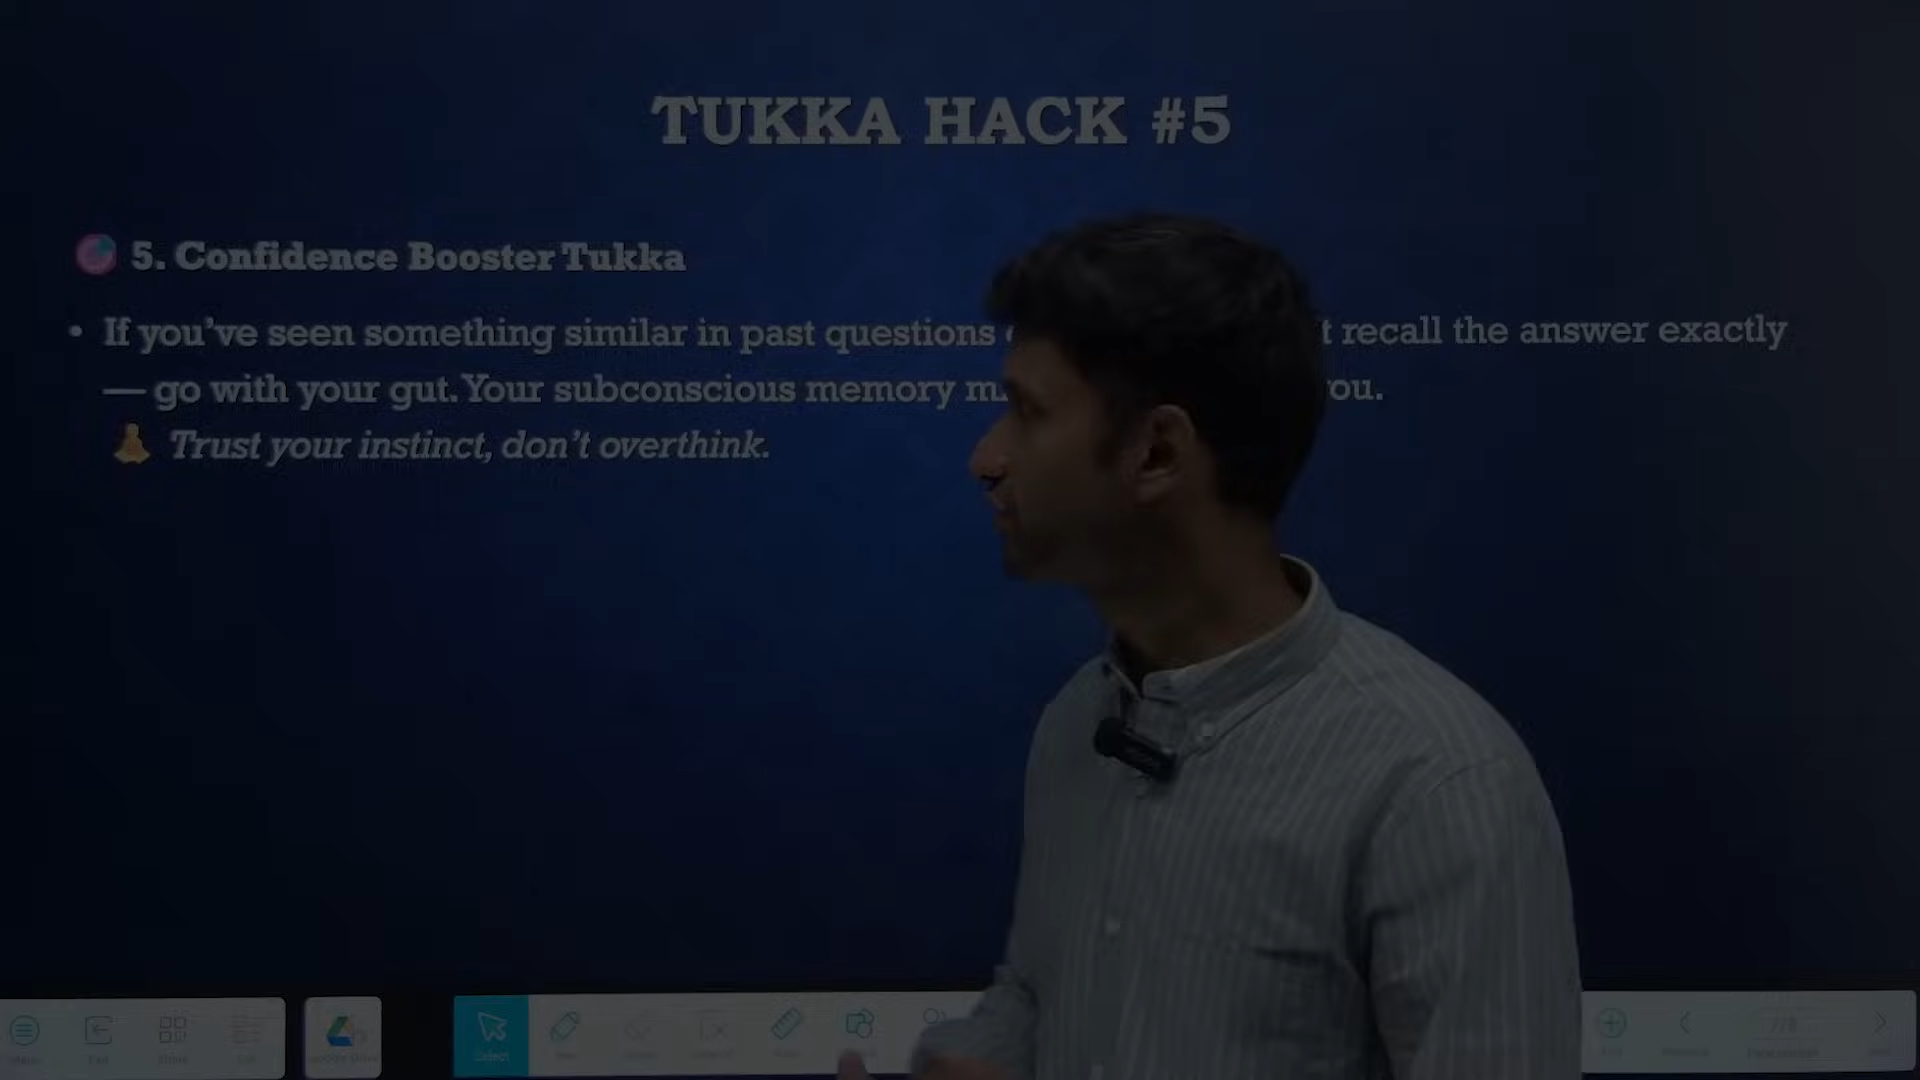 TUKKA HACK #5
5. Confidence Booster Tukka
• If you've seen something similar in past questions t recall the answer exactly
— go with your gut. Your subconscious memory ou.
Trust your instinct, don't overthink.
Select